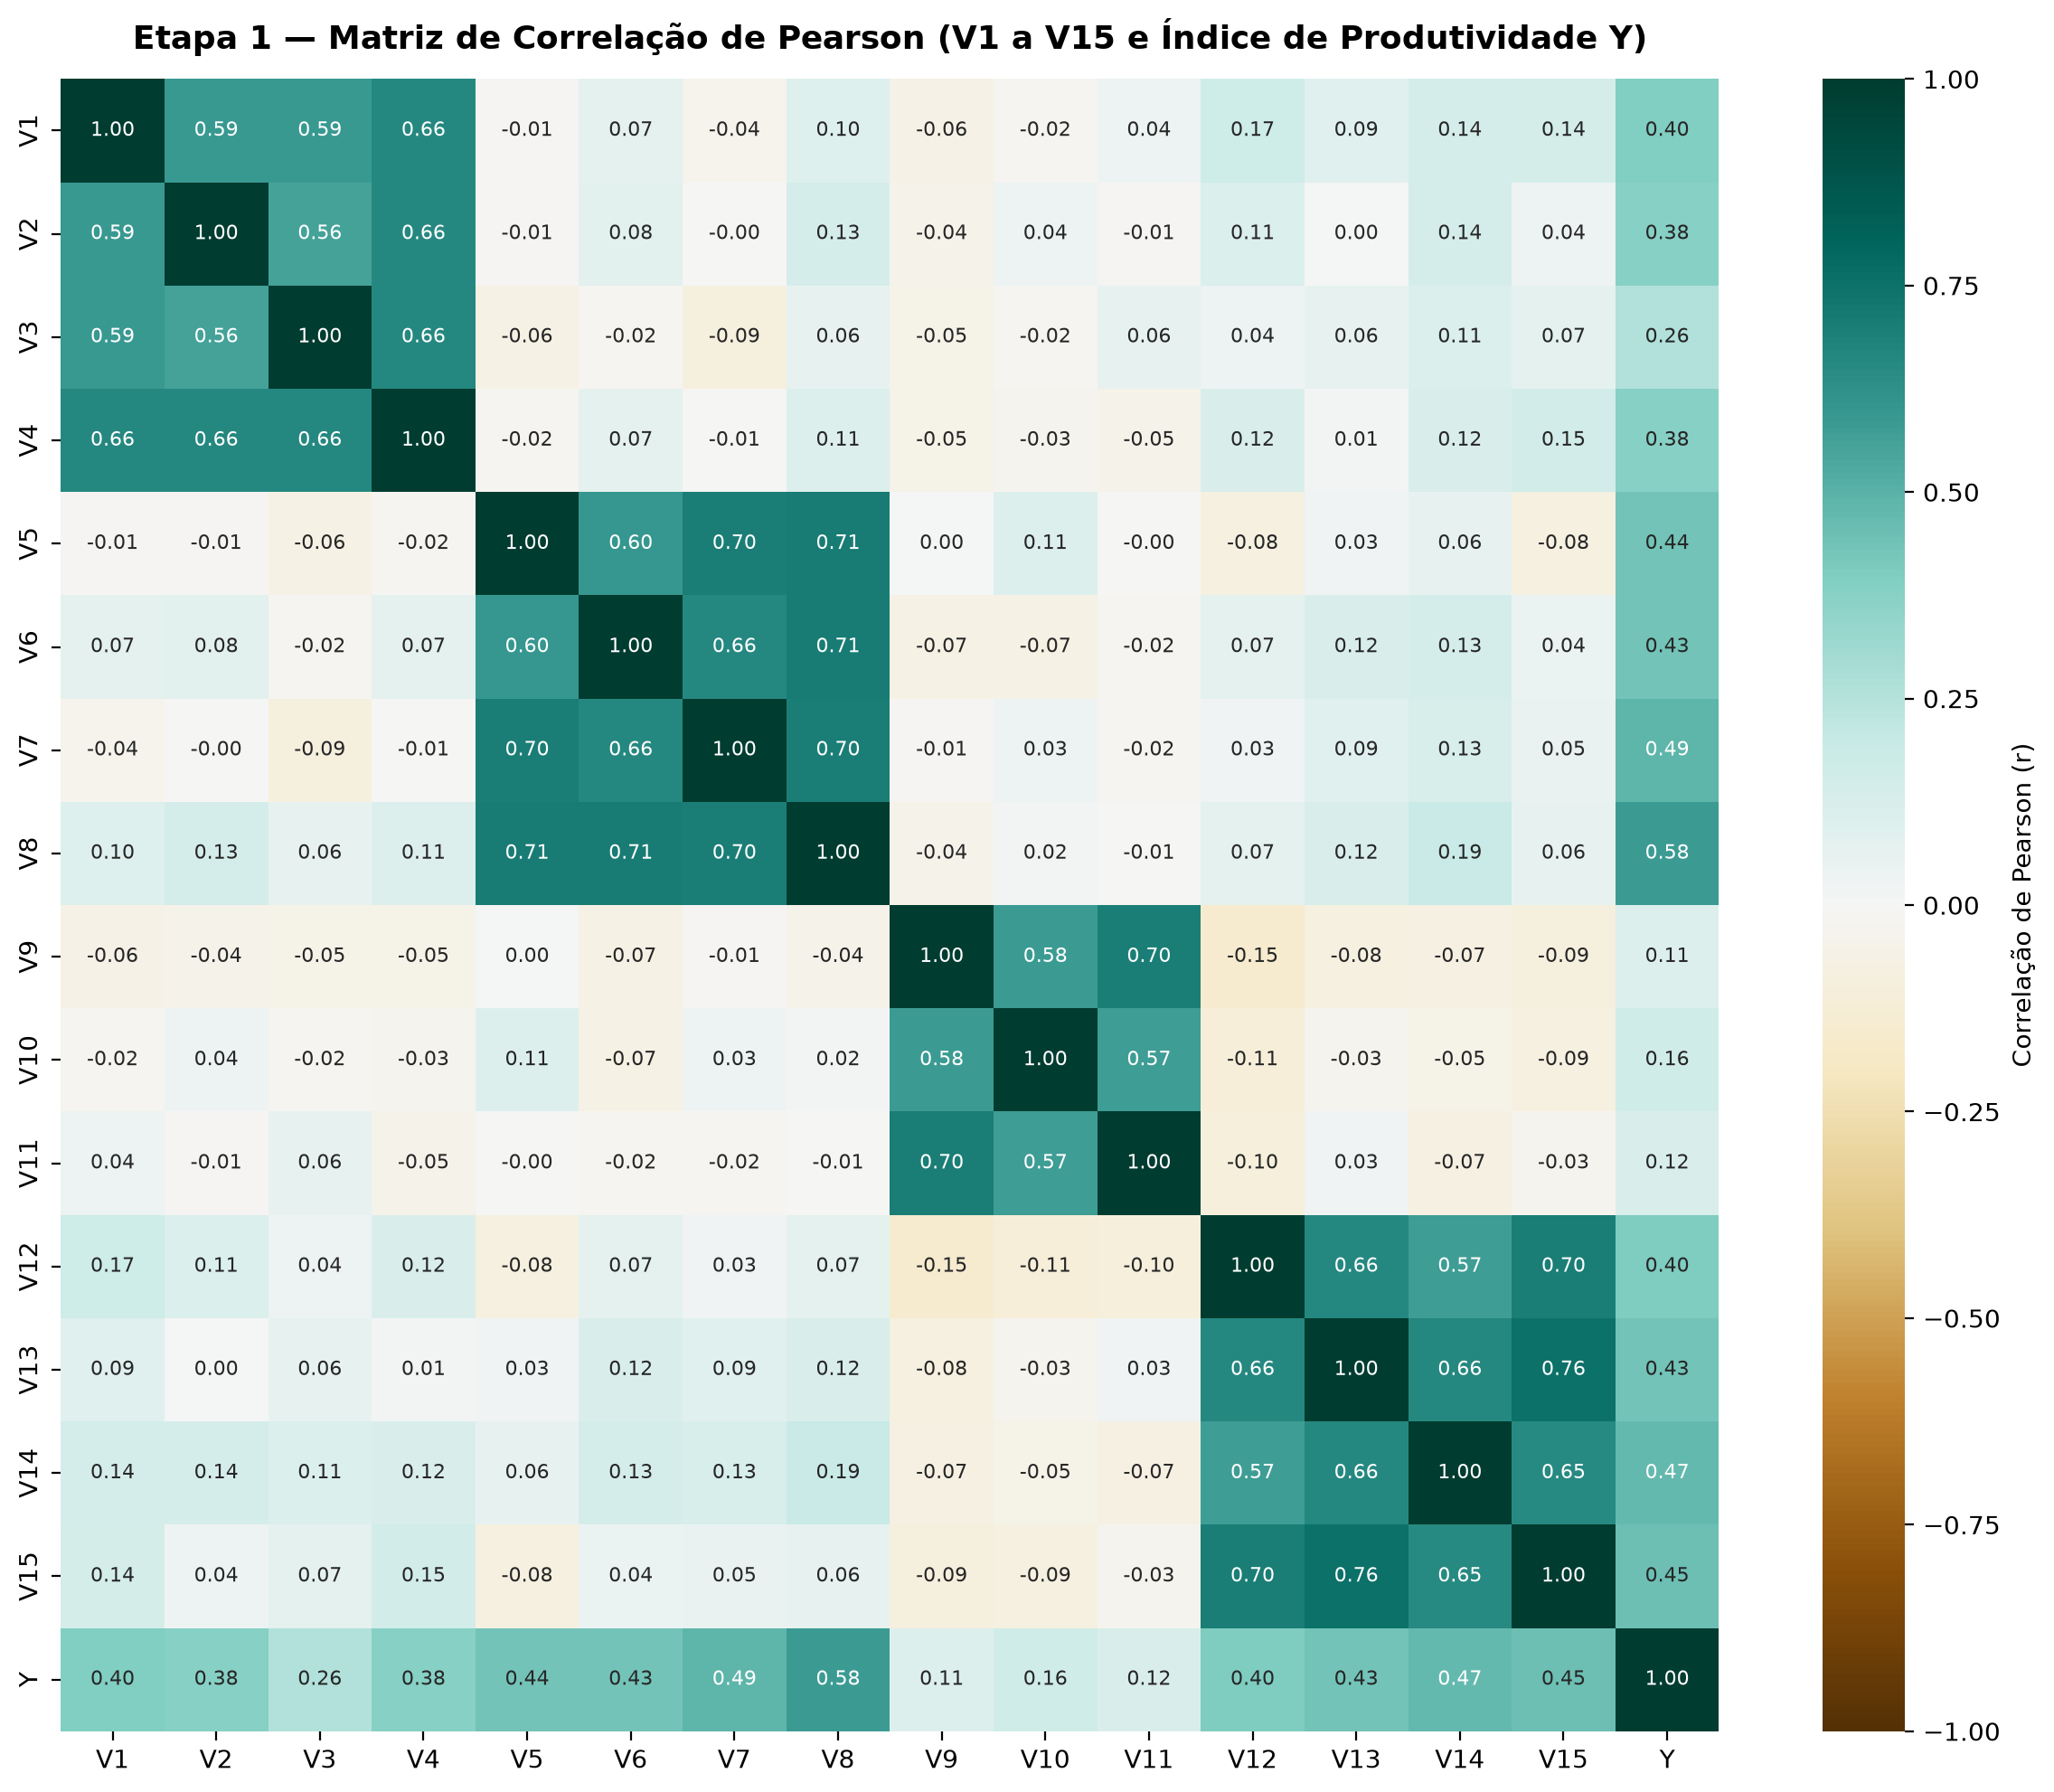 Etapa 1 — Matriz de Correlação de Pearson (V1 a V15 e Índice de Produtividade Y)
V1 1.00 0.59 0.59 0.66 -0.01 0.07 -0.04 0.10 -0.06 -0.02 0.04 0.17 0.09 0.14 0.14 0.40
V2 0.59 1.00 0.56 0.66 -0.01 0.08 -0.00 0.13 -0.04 0.04 -0.01 0.11 0.00 0.14 0.04 0.38
V3 0.59 0.56 1.00 0.66 -0.06 -0.02 -0.09 0.06 -0.05 -0.02 0.06 0.04 0.06 0.11 0.07 0.26
V4 0.66 0.66 0.66 1.00 -0.02 0.07 -0.01 0.11 -0.05 -0.03 -0.05 0.12 0.01 0.12 0.15 0.38
V5 -0.01 -0.01 -0.06 -0.02 1.00 0.60 0.70 0.71 0.00 0.11 -0.00 -0.08 0.03 0.06 -0.08 0.44
V6 0.07 0.08 -0.02 0.07 0.60 1.00 0.66 0.71 -0.07 -0.07 -0.02 0.07 0.12 0.13 0.04 0.43
V7 -0.04 -0.00 -0.09 -0.01 0.70 0.66 1.00 0.70 -0.01 0.03 -0.02 0.03 0.09 0.13 0.05 0.49
V8 0.10 0.13 0.06 0.11 0.71 0.71 0.70 1.00 -0.04 0.02 -0.01 0.07 0.12 0.19 0.06 0.58
V9 -0.06 -0.04 -0.05 -0.05 0.00 -0.07 -0.01 -0.04 1.00 0.58 0.70 -0.15 -0.08 -0.07 -0.09 0.11
V10 -0.02 0.04 -0.02 -0.03 0.11 -0.07 0.03 0.02 0.58 1.00 0.57 -0.11 -0.03 -0.05 -0.09 0.16
V11 0.04 -0.01 0.06 -0.05 -0.00 -0.02 -0.02 -0.01 0.70 0.57 1.00 -0.10 0.03 -0.07 -0.03 0.12
V12 0.17 0.11 0.04 0.12 -0.08 0.07 0.03 0.07 -0.15 -0.11 -0.10 1.00 0.66 0.57 0.70 0.40
V13 0.09 0.00 0.06 0.01 0.03 0.12 0.09 0.12 -0.08 -0.03 0.03 0.66 1.00 0.66 0.76 0.43
V14 0.14 0.14 0.11 0.12 0.06 0.13 0.13 0.19 -0.07 -0.05 -0.07 0.57 0.66 1.00 0.65 0.47
V15 0.14 0.04 0.07 0.15 -0.08 0.04 0.05 0.06 -0.09 -0.09 -0.03 0.70 0.76 0.65 1.00 0.45
Y 0.40 0.38 0.26 0.38 0.44 0.43 0.49 0.58 0.11 0.16 0.12 0.40 0.43 0.47 0.45 1.00
V1 V2 V3 V4 V5 V6 V7 V8 V9 V10 V11 V12 V13 V14 V15 Y
1.00
0.75
0.50
0.25
0.00
−0.25
−0.50
−0.75
−1.00
Correlação de Pearson (r)